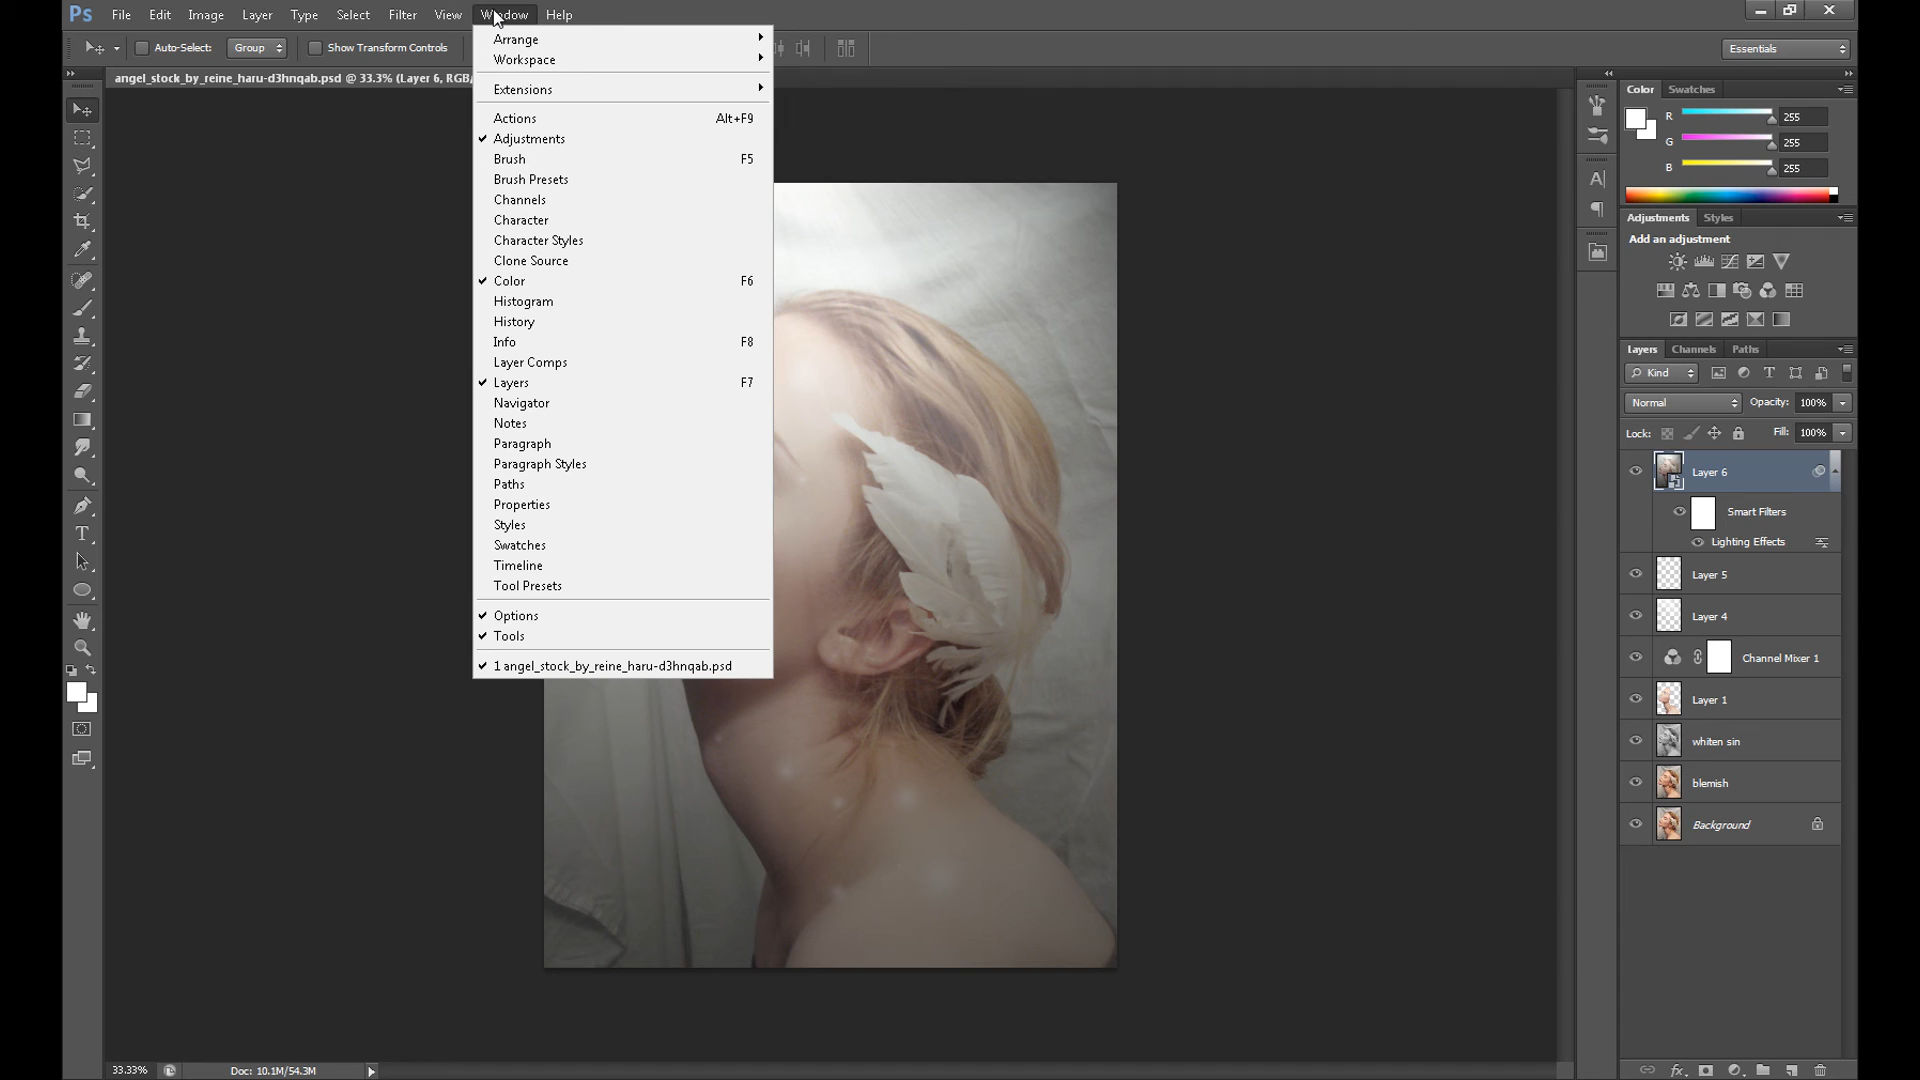 Ps File Edit Image Layer Type Select Filter View Window Help
Auto-Select: Group Show Transform Controls Essentials
angel_stock_by_reine_haru-d3hnqab.psd @ 33.3% (Layer 6, RGB/
Arrange
Workspace
Extensions
Actions Alt+F9
Adjustments
Brush F5
Brush Presets
Channels
Character
Character Styles
Clone Source
Color F6
Histogram
History
Info F8
Layer Comps
Layers F7
Navigator
Notes
Paragraph
Paragraph Styles
Paths
Properties
Styles
Swatches
Timeline
Tool Presets
Options
Tools
1 angel_stock_by_reine_haru-d3hnqab.psd
Color Swatches
R 255
G 255
B 255
Adjustments Styles
Add an adjustment
Layers Channels Paths
Kind
Normal Opacity: 100%
Lock: Fill: 100%
Layer 6
Smart Filters
Lighting Effects
Layer 5
Layer 4
Channel Mixer 1
Layer 1
whiten sin
blemish
Background
33.33% Doc: 10.1M/54.3M